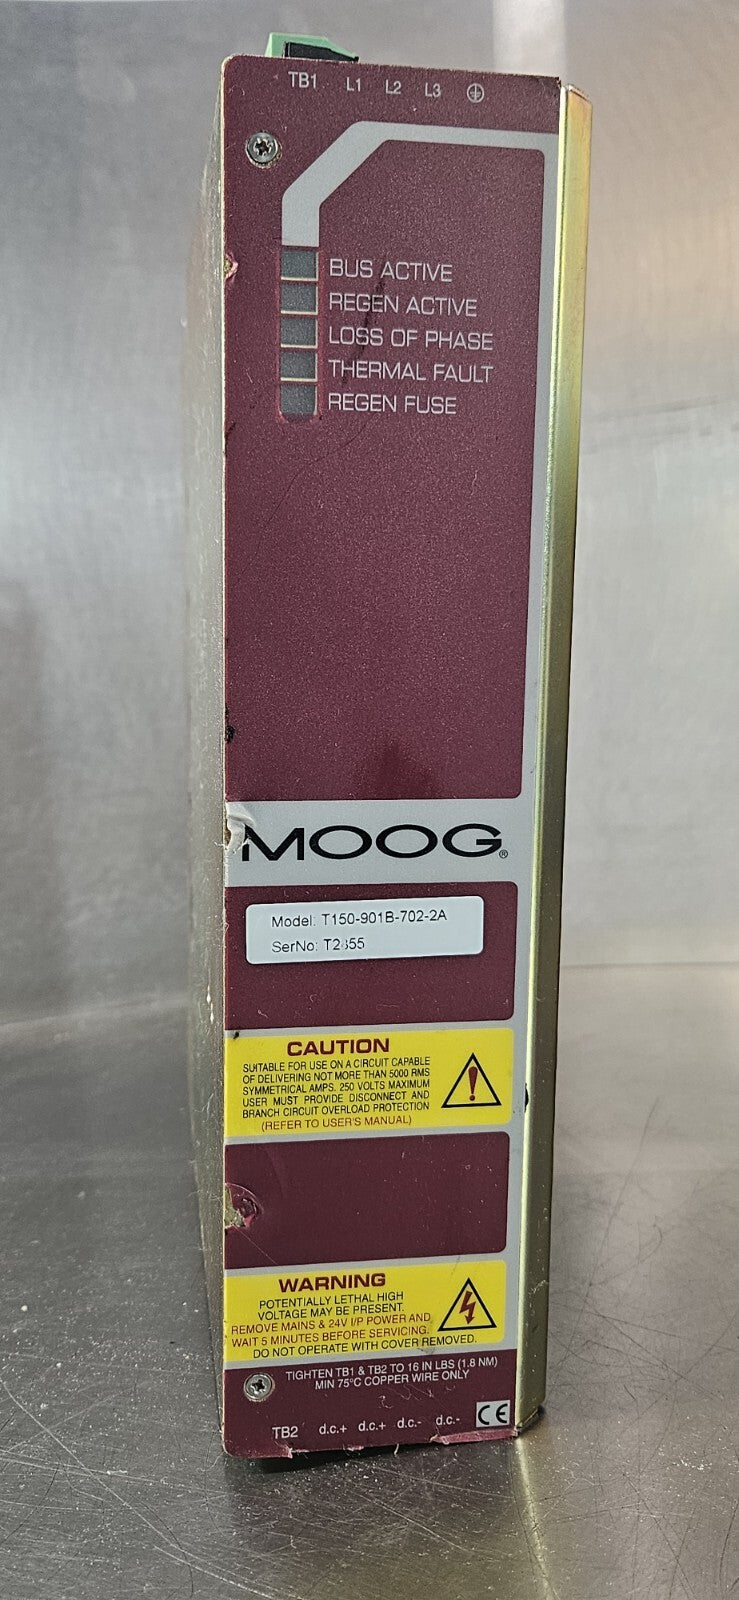 TB1 L1 L2 L3
BUS ACTIVE
REGEN ACTIVE
LOSS OF PHASE
THERMAL FAULT
REGEN FUSE
MOOG®
Model: T150-901B-702-2A
SerNo:
CAUTION
SUITABLE FOR USE ON A CIRCUIT CAPABLE
OF DELIVERING NOT MORE THAN 5000 RMS
SYMMETRICAL AMPS. 250 VOLTS MAXIMUM
USER MUST PROVIDE DISCONNECT AND
BRANCH CIRCUIT OVERLOAD PROTECTION
(REFER TO USER'S MANUAL)
WARNING
POTENTIALLY LETHAL HIGH
VOLTAGE MAY BE PRESENT.
REMOVE MAINS & 24V I/P POWER AND
WAIT 5 MINUTES BEFORE SERVICING.
DO NOT OPERATE WITH COVER REMOVED.
TIGHTEN TB1 & TB2 TO 16 IN LBS (1.8 NM)
MIN 75°C COPPER WIRE ONLY
TB2 d.c.+ d.c.+ d.c.- d.c.- CE